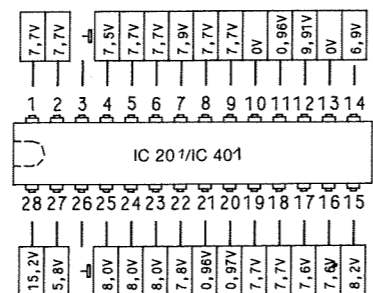 7,7V 7,7V 7,5V 7,7V 7,7V 7,9V 7,7V 7,7V 0V 0,96V 9,91V 0V 6,9V
1 2 3 4 5 6 7 8 9 10 11 12 13 14
IC 201/IC 401
28 27 26 25 24 23 22 21 20 19 18 17 16 15
15,2V 5,8V 8,0V 8,0V 8,0V 7,8V 0,96V 0,97V 7,7V 7,7V 7,6V 7,6V 8,2V